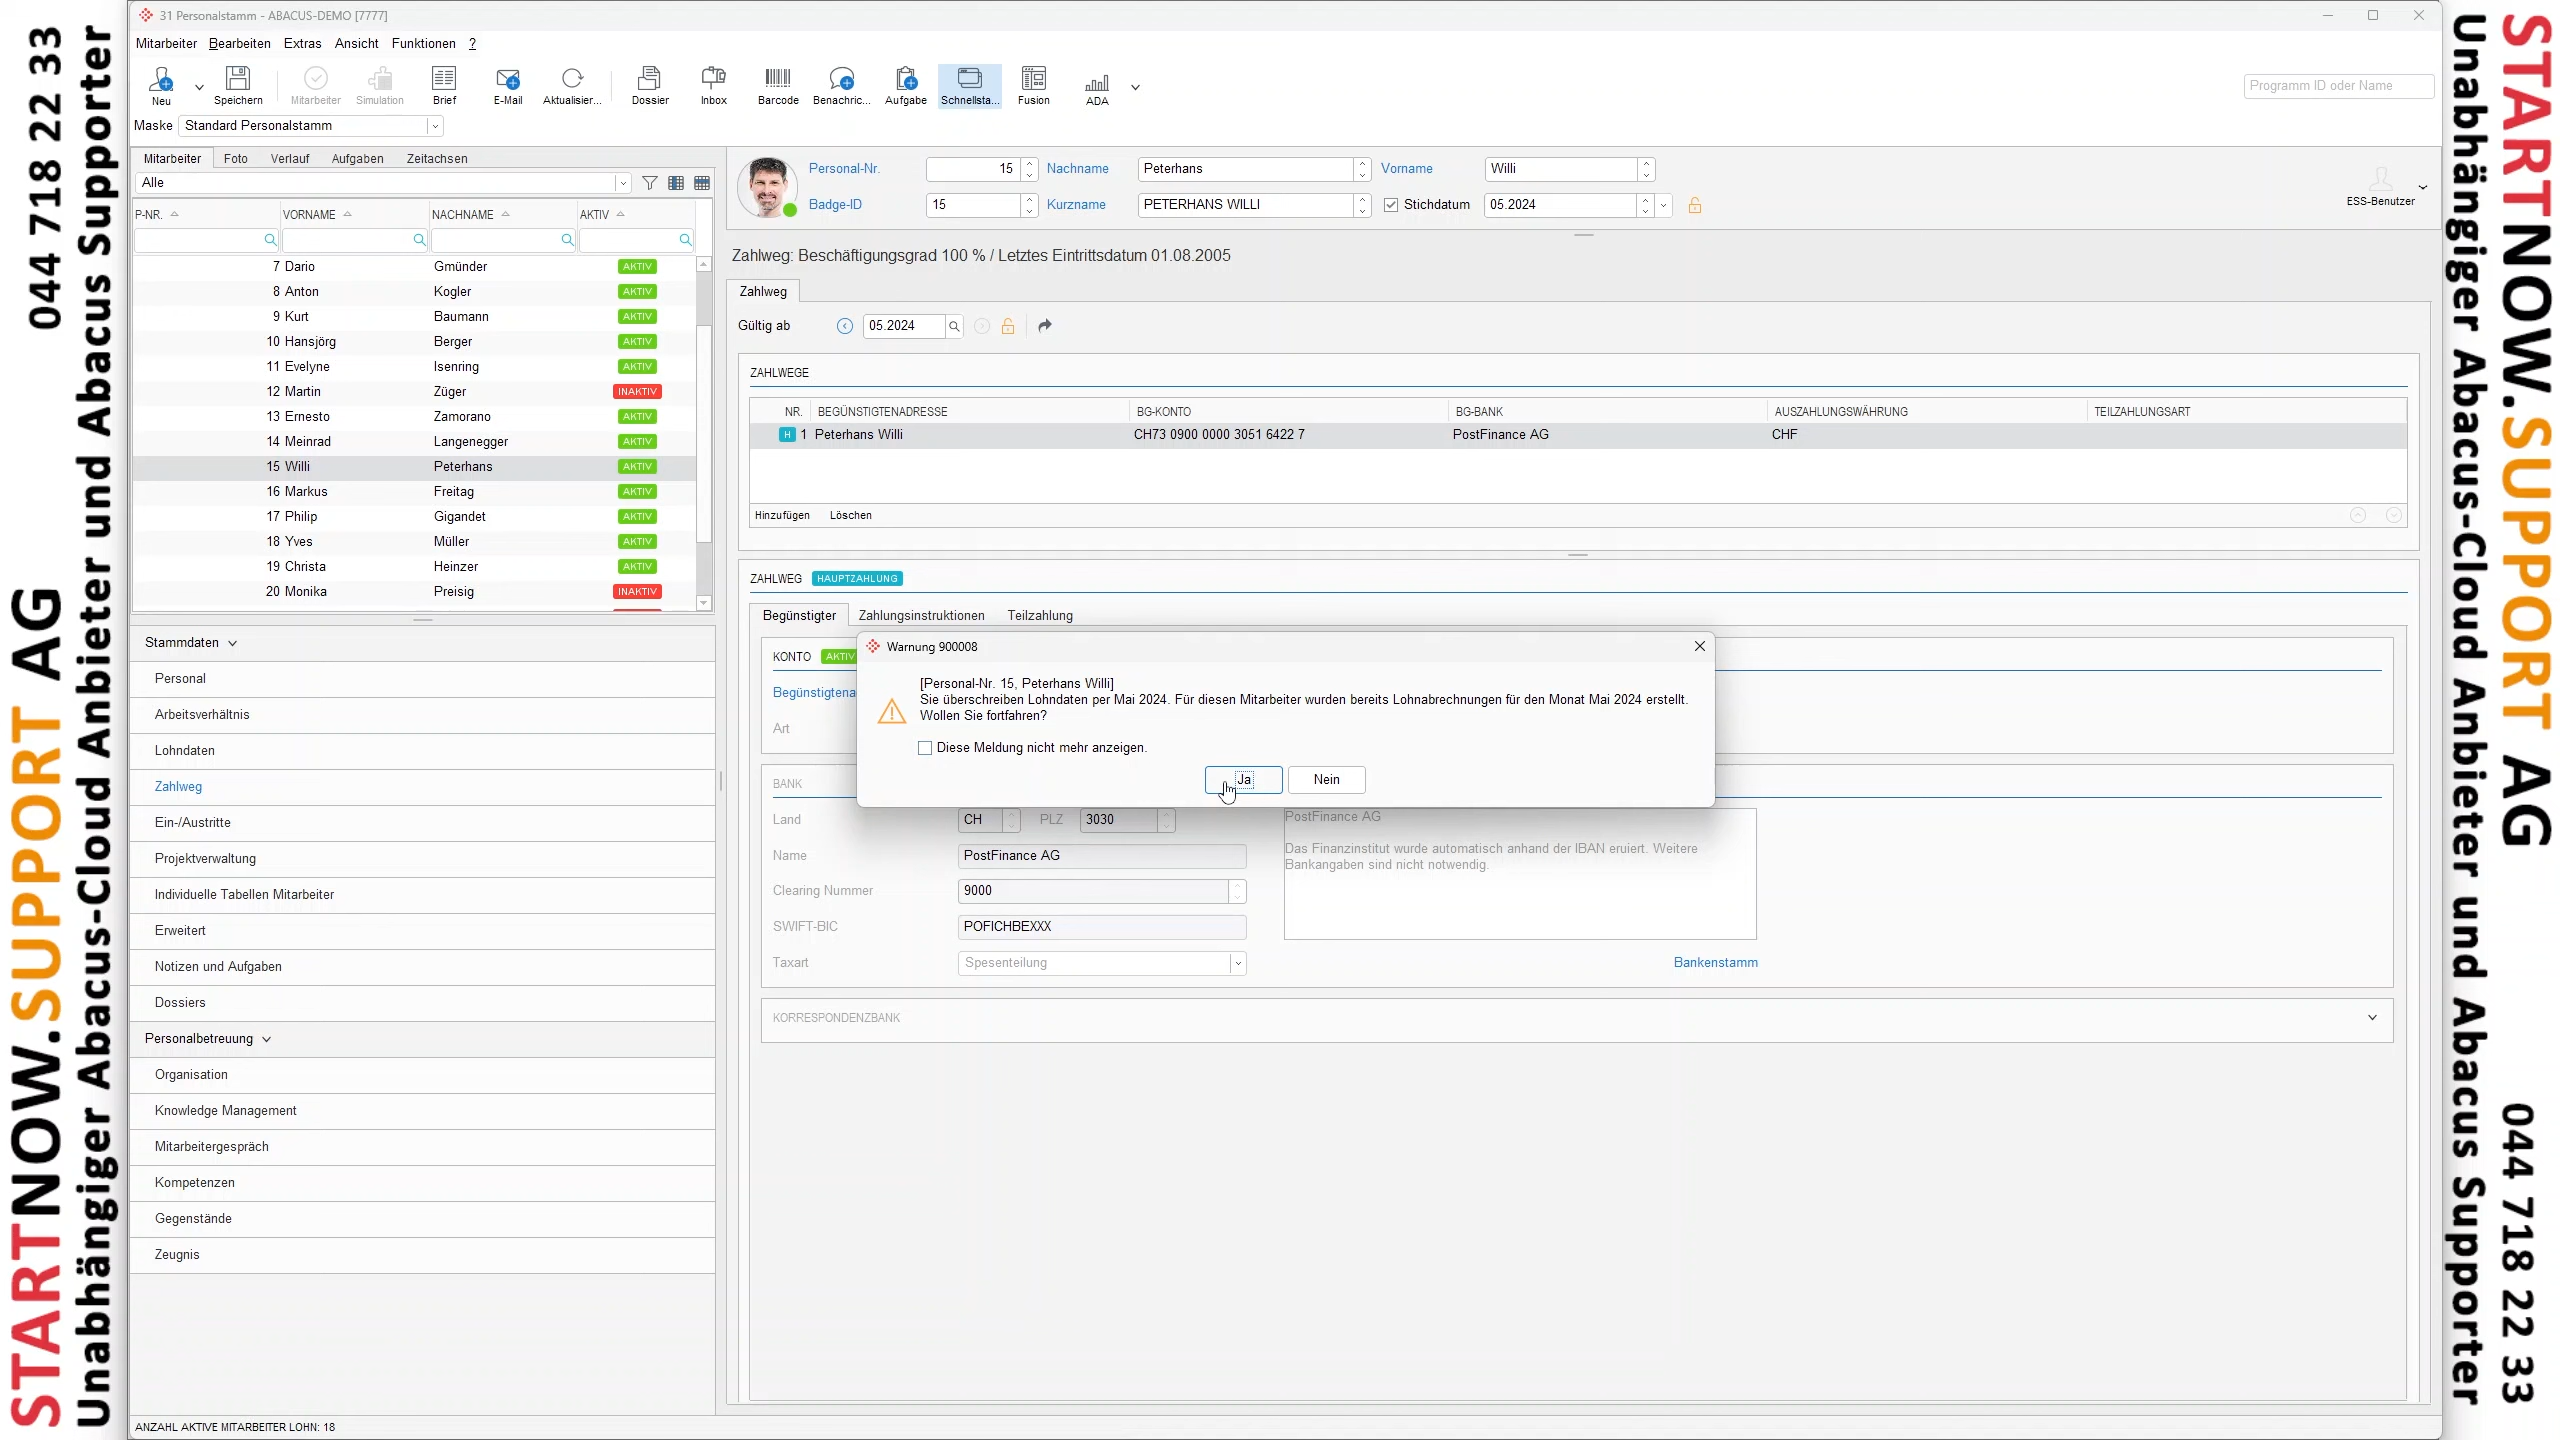 STARTNOW.SUPPORT AG
Unabhängiger Abacus-Cloud Anbieter und Abacus Supporter
044 718 22 33
31 Personalstamm - ABACUS-DEMO [7777]
Mitarbeiter Bearbeiten Extras Ansicht Funktionen ?
Neu Speichern Mitarbeiter Simulation Brief E-Mail Aktualisier... Dossier Inbox Barcode Benachric... Aufgabe Schnellsta... Fusion ADA
Programm ID oder Name
Maske Standard Personalstamm
Mitarbeiter Foto Verlauf Aufgaben Zeitachsen
Alle
P-NR. VORNAME NACHNAME AKTIV
7 Dario Gmünder AKTIV
8 Anton Kogler AKTIV
9 Kurt Baumann AKTIV
10 Hansjörg Berger AKTIV
11 Evelyne Isenring AKTIV
12 Martin Züger INAKTIV
13 Ernesto Zamorano AKTIV
14 Meinrad Langenegger AKTIV
15 Willi Peterhans AKTIV
16 Markus Freitag AKTIV
17 Philip Gigandet AKTIV
18 Yves Müller AKTIV
19 Christa Heinzer AKTIV
20 Monika Preisig INAKTIV
Stammdaten
Personal
Arbeitsverhältnis
Lohndaten
Zahlweg
Ein-/Austritte
Projektverwaltung
Individuelle Tabellen Mitarbeiter
Erweitert
Notizen und Aufgaben
Dossiers
Personalbetreuung
Organisation
Knowledge Management
Mitarbeitergespräch
Kompetenzen
Gegenstände
Zeugnis
ANZAHL AKTIVE MITARBEITER LOHN: 18
Personal-Nr. 15 Nachname Peterhans Vorname Willi
Badge-ID 15 Kurzname PETERHANS WILLI Stichdatum 05.2024
ESS-Benutzer
Zahlweg: Beschäftigungsgrad 100 % / Letztes Eintrittsdatum 01.08.2005
Zahlweg
Gültig ab 05.2024
ZAHLWEGE
NR. BEGÜNSTIGTENADRESSE BG-KONTO BG-BANK AUSZAHLUNGSWÄHRUNG TEILZAHLUNGSART
H 1 Peterhans Willi CH73 0900 0000 3051 6422 7 PostFinance AG CHF
Hinzufügen Löschen
ZAHLWEG HAUPTZAHLUNG
Begünstigter Zahlungsinstruktionen Teilzahlung
KONTO AKTIV
Begünstigtena
Art
Warnung 900008
[Personal-Nr. 15, Peterhans Willi]
Sie überschreiben Lohndaten per Mai 2024. Für diesen Mitarbeiter wurden bereits Lohnabrechnungen für den Monat Mai 2024 erstellt.
Wollen Sie fortfahren?
Diese Meldung nicht mehr anzeigen.
Ja Nein
BANK
Land CH PLZ 3030
Name PostFinance AG
Clearing Nummer 9000
SWIFT-BIC POFICHBEXXX
Taxart Spesenteilung
PostFinance AG
Das Finanzinstitut wurde automatisch anhand der IBAN eruiert. Weitere
Bankangaben sind nicht notwendig.
Bankenstamm
KORRESPONDENZBANK
STARTNOW.SUPPORT AG
Unabhängiger Abacus-Cloud Anbieter und Abacus Supporter
044 718 22 33